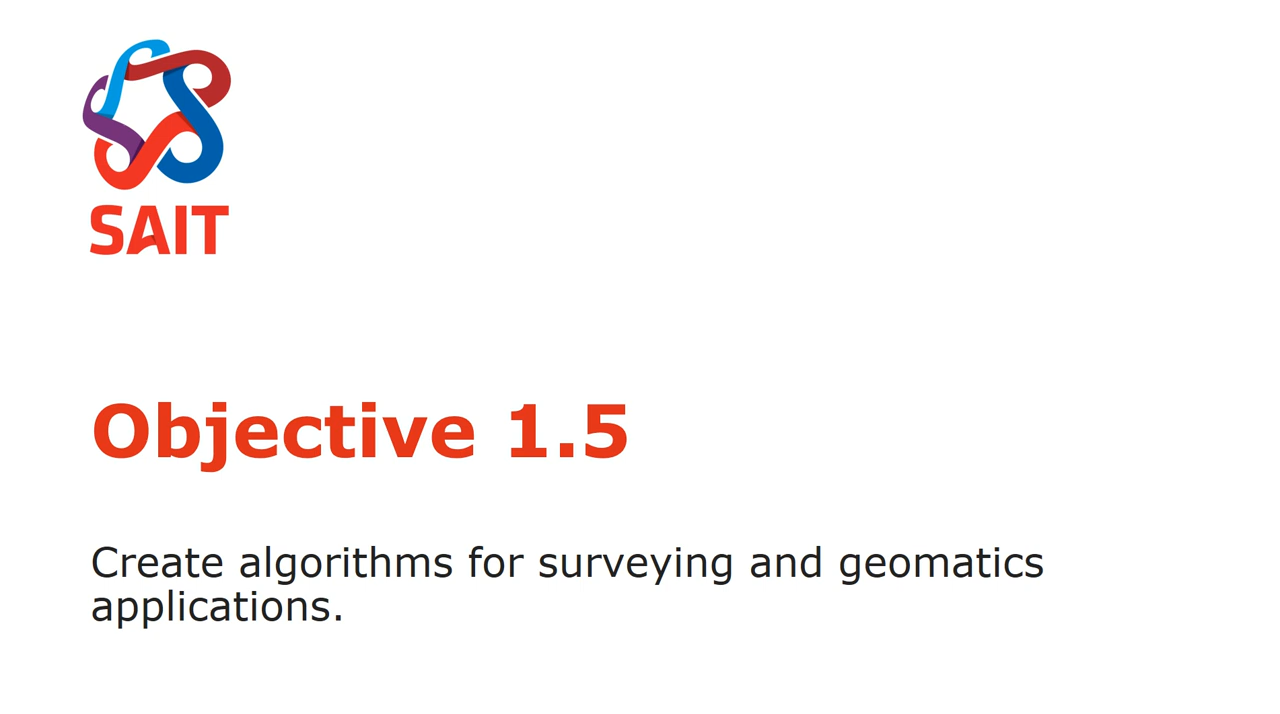 SAIT
Objective 1.5
Create algorithms for surveying and geomatics
applications.